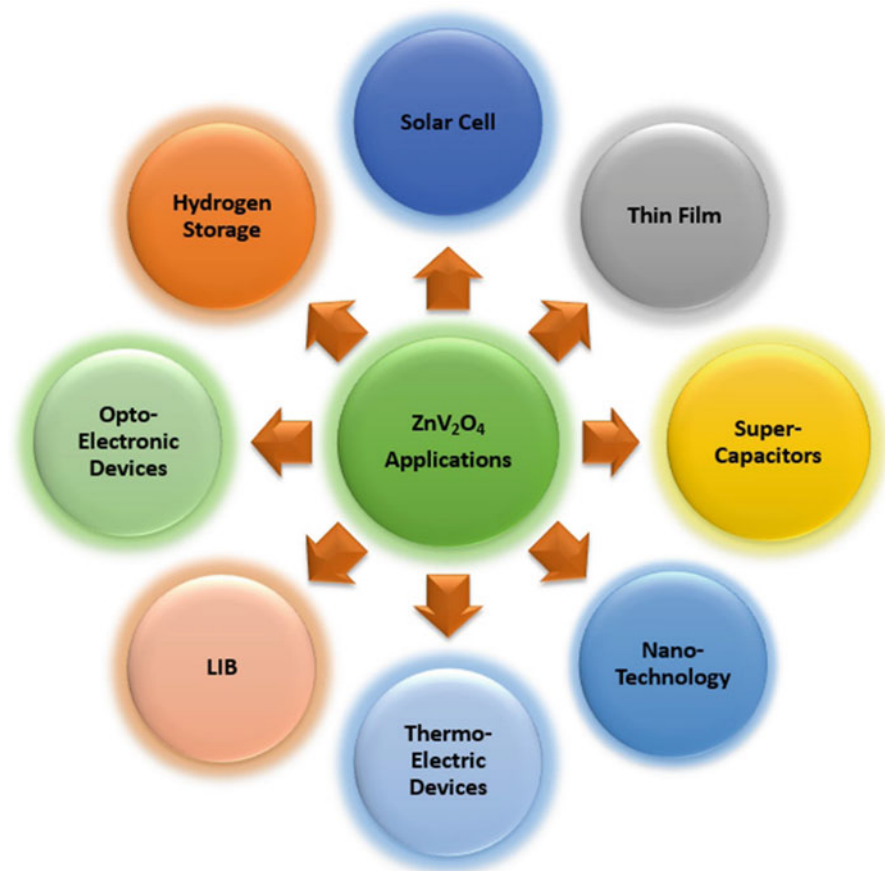 Solar Cell
Thin Film
Super-
Capacitors
Nano-
Technology
Thermo-
Electric
Devices
LIB
Opto-
Electronic
Devices
Hydrogen
Storage
ZnV₂O₄
Applications